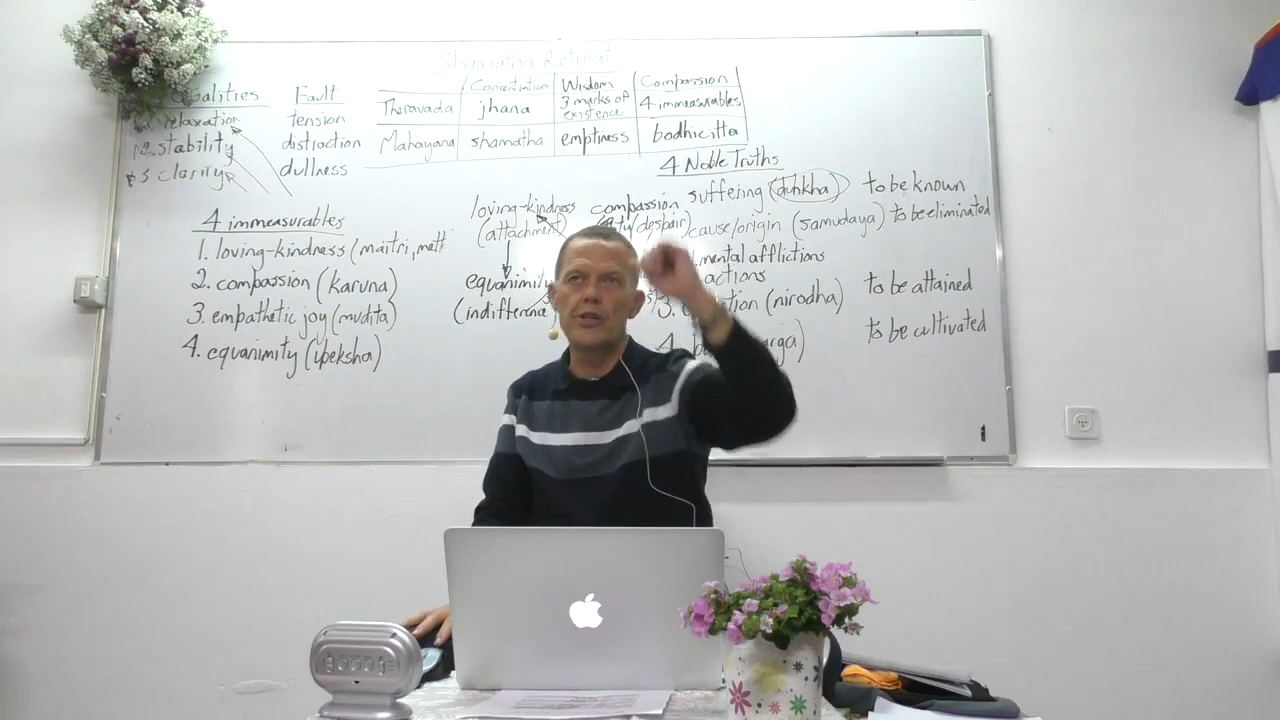 Shamatha Retreat
Fault
1. relaxation tension
2. stability distraction
3 clarity dullness
Concentration Wisdom Compassion
Theravada jhana 3 marks of existence 4 immeasurables
Mahayana shamatha emptiness bodhicitta
4 Noble Truths
suffering (duhkha) to be known
cause/origin (samudaya) to be eliminated
mental afflictions
actions
3. (nirodha) to be attained
4. to be cultivated
loving-kindness compassion
(attachment) (despair)
equanimity
4 immeasurables
1. loving-kindness (maitri,
2. compassion (karuna)
3. empathetic joy (mudita)
4. equanimity (upeksha)